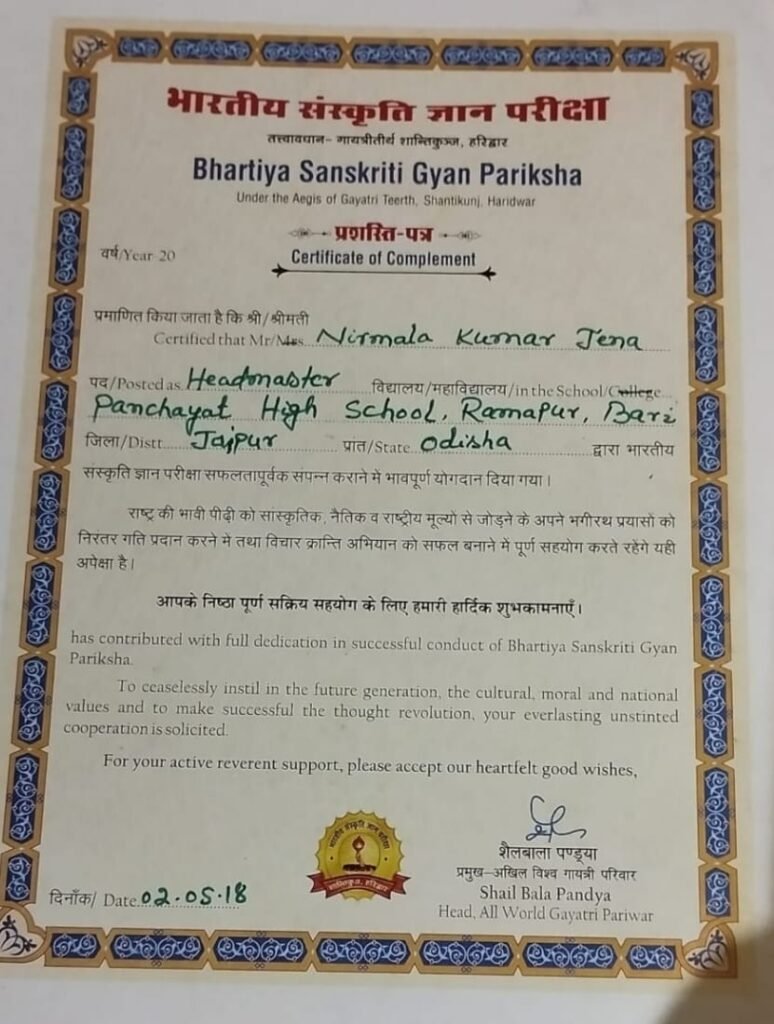 भारतीय संस्कृति ज्ञान परीक्षा
तत्त्वावधान- गायत्रीतीर्थ शान्तिकुञ्ज, हरिद्वार
Bhartiya Sanskriti Gyan Pariksha
Under the Aegis of Gayatri Teerth, Shantikunj, Haridwar
प्रशस्ति-पत्र
वर्ष/Year 20
Certificate of Complement
प्रमाणित किया जाता है कि श्री/श्रीमती
Certified that Mr/Mrs. Nirmala Kumar Jena
पद/Posted as Headmaster विद्यालय/महाविद्यालय/in the School/College
Panchayat High School, Ramapur, Bari
जिला/Distt. Jajpur प्रात/State Odisha द्वारा भारतीय
संस्कृति ज्ञान परीक्षा सफलतापूर्वक संपन्न कराने में भावपूर्ण योगदान दिया गया।
राष्ट्र की भावी पीढ़ी को सांस्कृतिक, नैतिक व राष्ट्रीय मूल्यों से जोड़ने के अपने भगीरथ प्रयासों को
निरंतर गति प्रदान करने में तथा विचार क्रान्ति अभियान को सफल बनाने में पूर्ण सहयोग करते रहेंगे यही
अपेक्षा है।
आपके निष्ठा पूर्ण सक्रिय सहयोग के लिए हमारी हार्दिक शुभकामनाएँ।
has contributed with full dedication in successful conduct of Bhartiya Sanskriti Gyan
Pariksha.
To ceaselessly instil in the future generation, the cultural, moral and national
values and to make successful the thought revolution, your everlasting unstinted
cooperation is solicited.
For your active reverent support, please accept our heartfelt good wishes,
भारतीय संस्कृति ज्ञान परीक्षा
शान्तिकुञ्ज, हरिद्वार
शैलबाला पण्ड्या
प्रमुख-अखिल विश्व गायत्री परिवार
Shail Bala Pandya
Head, All World Gayatri Pariwar
दिनाँक/ Date 02.05.18